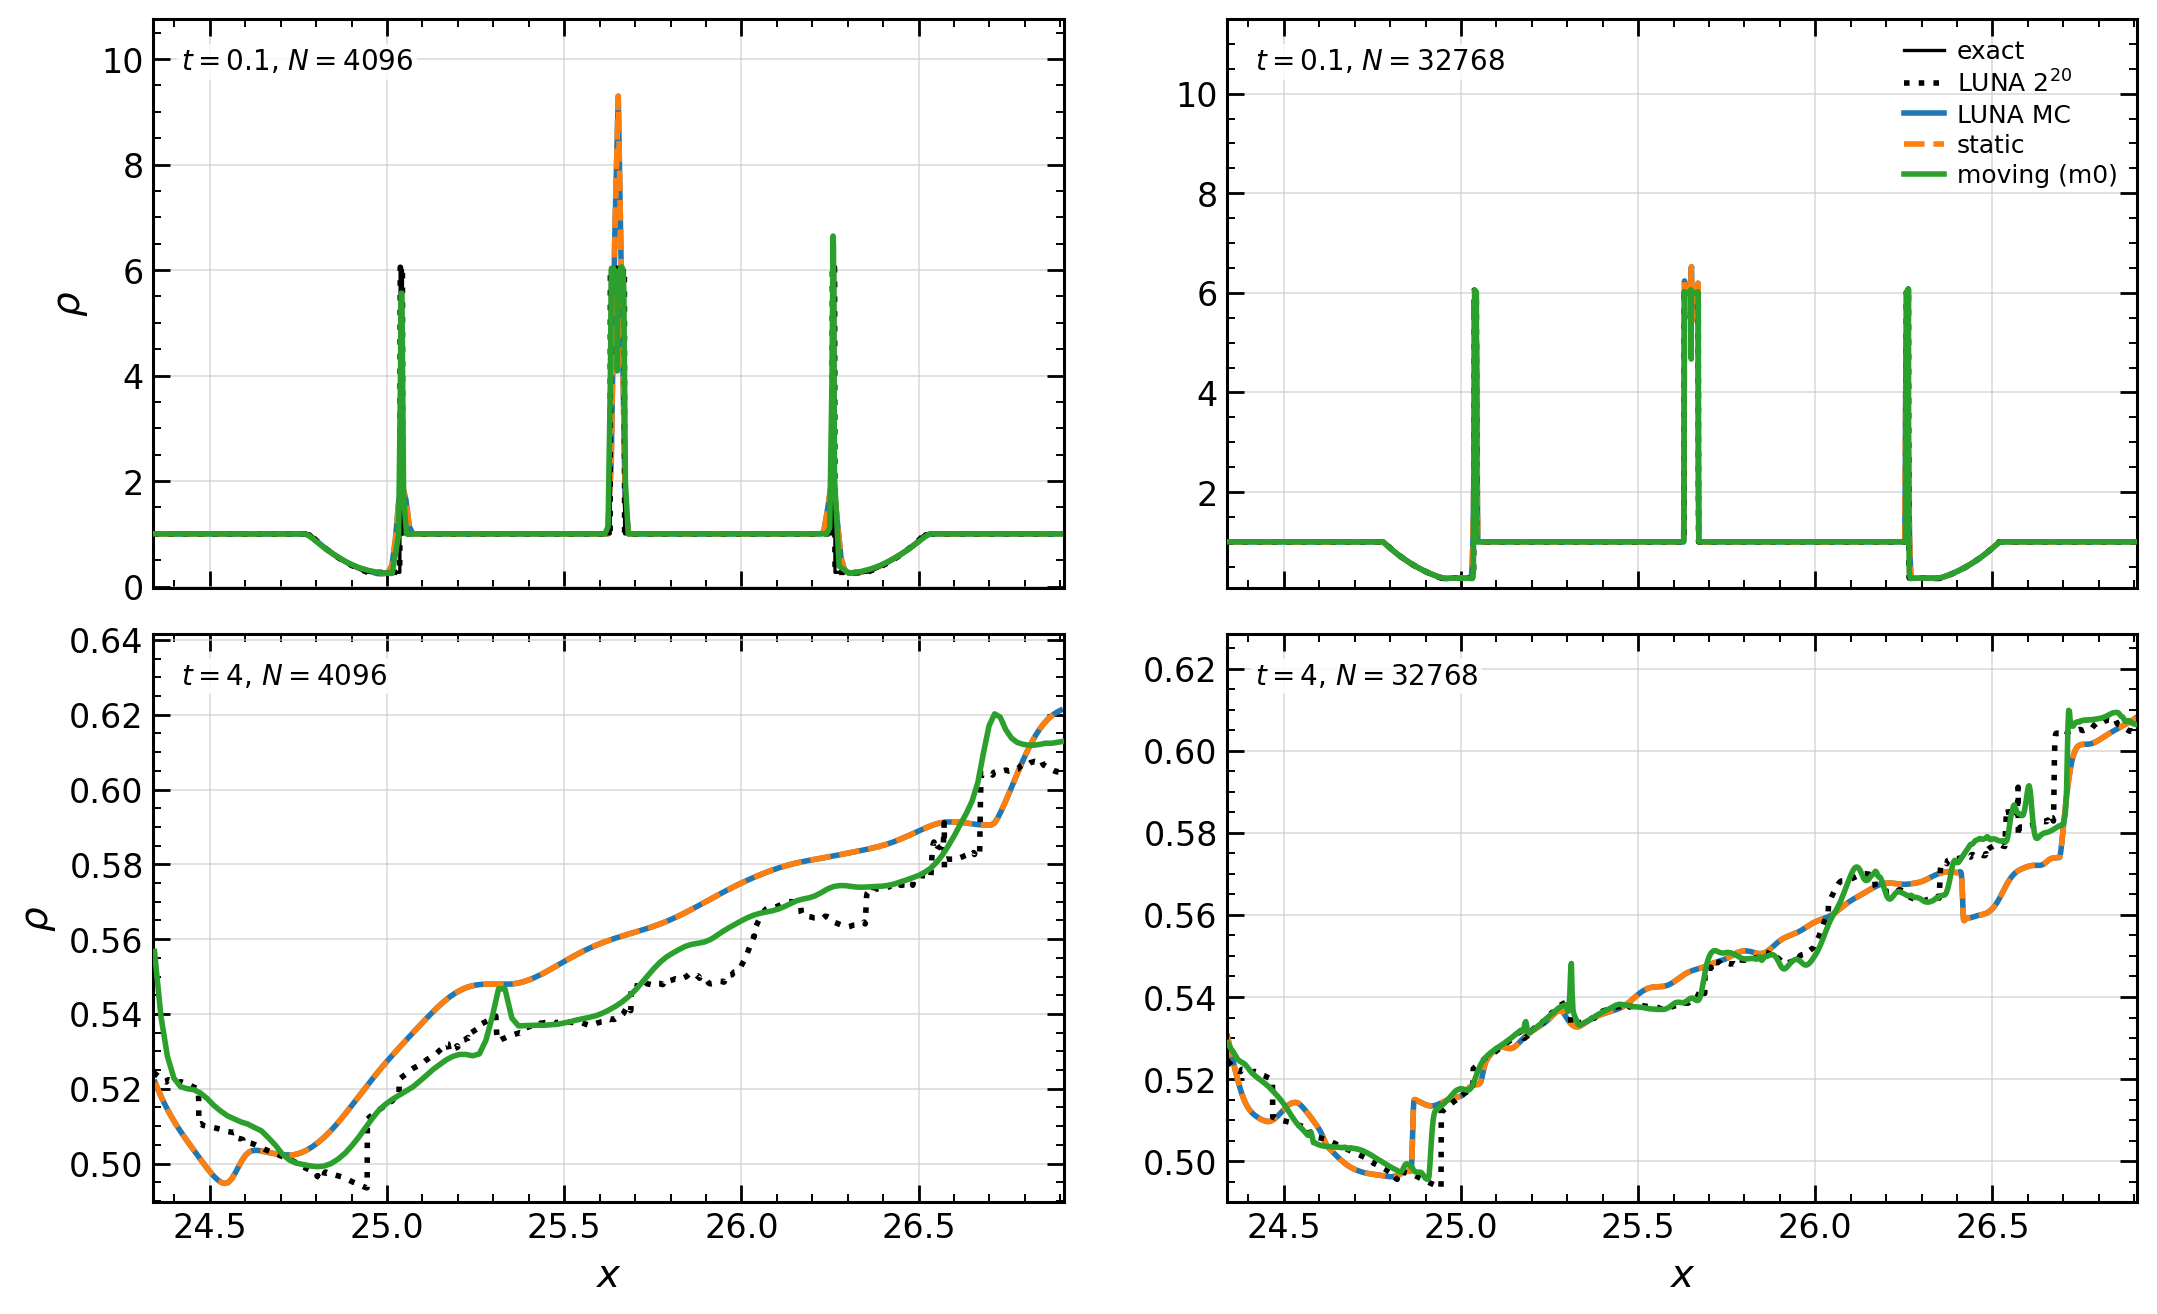 t = 0.1, N = 4096
10
8
6
4
2
0
ρ
t = 0.1, N = 32768
exact
LUNA 2^20
LUNA MC
static
moving (m0)
10
8
6
4
2
t = 4, N = 4096
0.64
0.62
0.60
0.58
0.56
0.54
0.52
0.50
ρ
24.5 25.0 25.5 26.0 26.5
x
t = 4, N = 32768
0.62
0.60
0.58
0.56
0.54
0.52
0.50
24.5 25.0 25.5 26.0 26.5
x